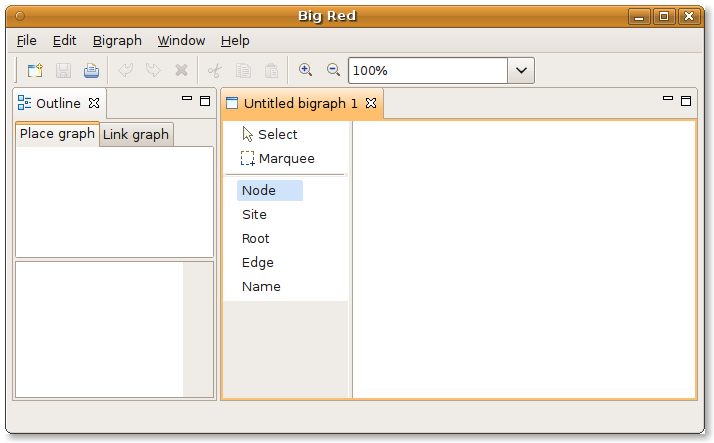 Big Red
File Edit Bigraph Window Help
100%
Outline
Untitled bigraph 1
Place graph Link graph
Select
Marquee
Node
Site
Root
Edge
Name